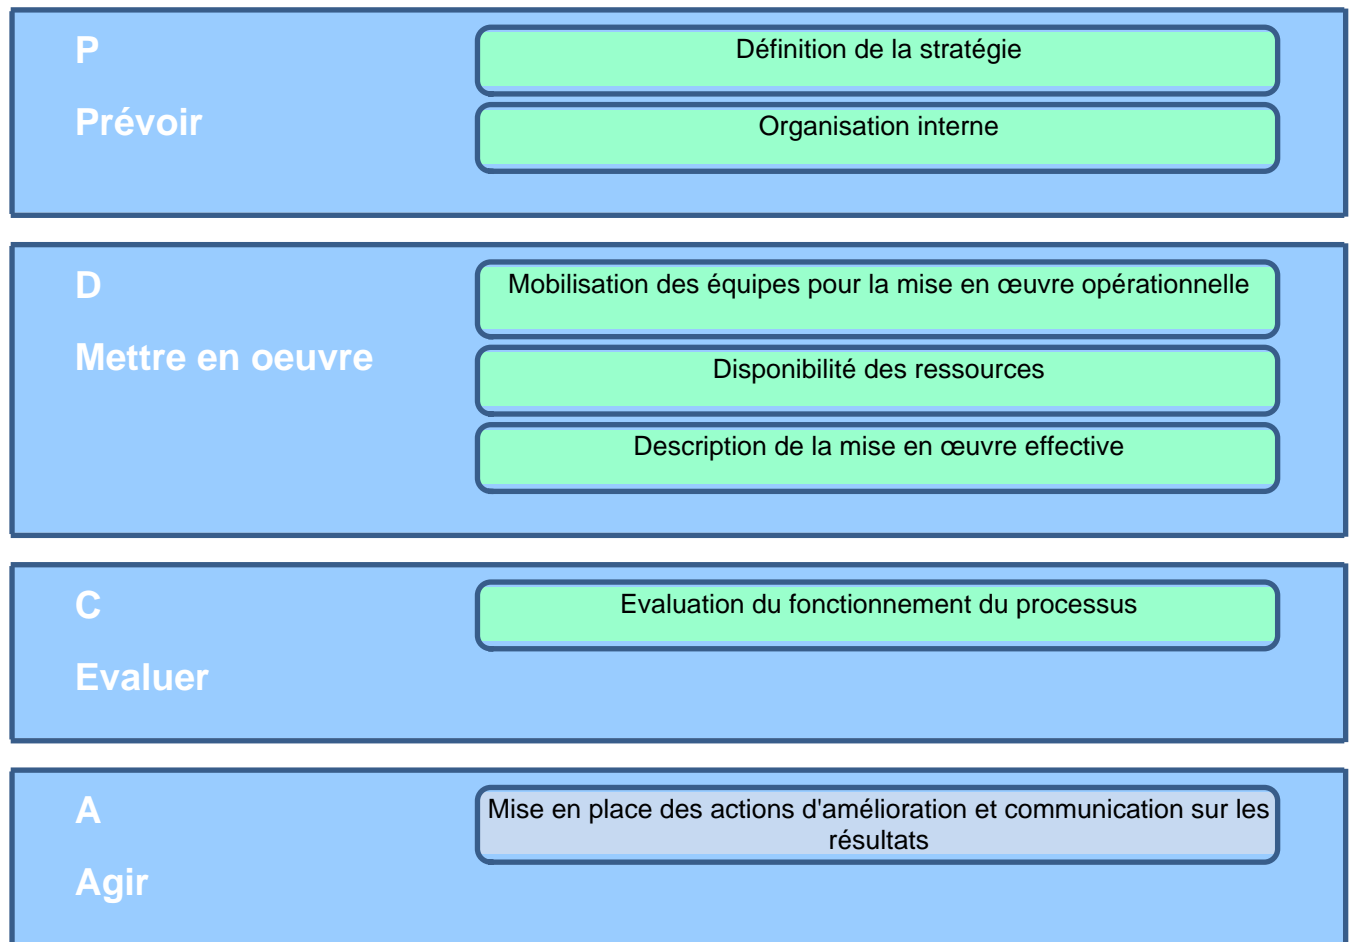 P
Prévoir
Définition de la stratégie
Organisation interne
D
Mettre en oeuvre
Mobilisation des équipes pour la mise en œuvre opérationnelle
Disponibilité des ressources
Description de la mise en œuvre effective
C
Evaluer
Evaluation du fonctionnement du processus
A
Agir
Mise en place des actions d'amélioration et communication sur les
résultats